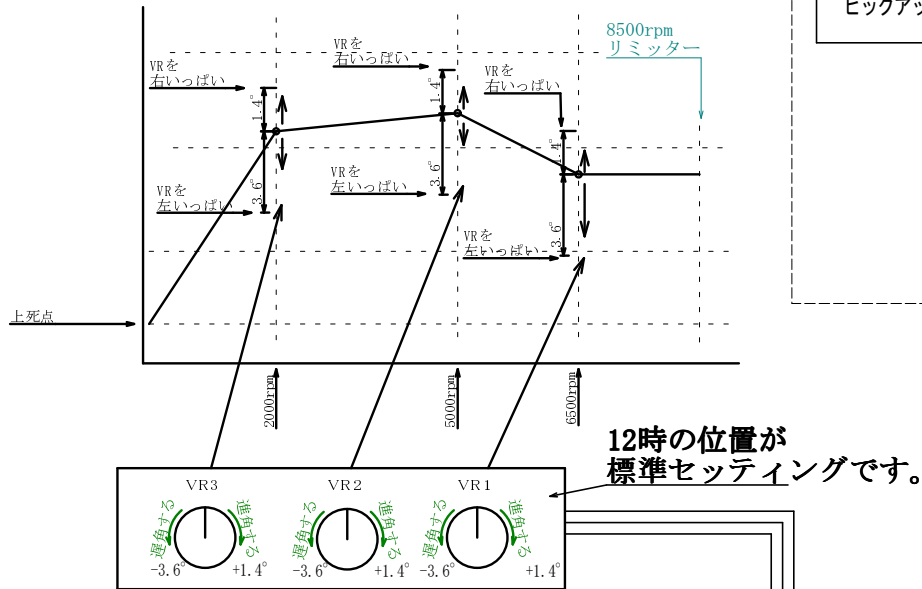 ピックアッ
8500rpm
リミッター
VRを
右いっぱい
VRを
右いっぱい
VRを
右いっぱい
1.4°
1.4°
1.4°
3.6°
3.6°
3.6°
VRを
左いっぱい
VRを
左いっぱい
VRを
左いっぱい
上死点
2000rpm
5000rpm
6500rpm
12時の位置が
標準セッティングです。
VR3
VR2
VR1
遅角する
進角する
遅角する
進角する
遅角する
進角する
-3.6°
+1.4°
-3.6°
+1.4°
-3.6°
+1.4°